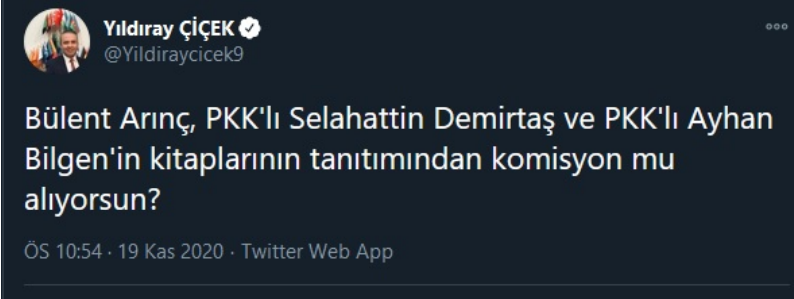 Yıldıray ÇİÇEK
@Yildiraycicek9
Bülent Arınç, PKK'lı Selahattin Demirtaş ve PKK'lı Ayhan
Bilgen'in kitaplarının tanıtımından komisyon mu
alıyorsun?
ÖS 10:54 · 19 Kas 2020 · Twitter Web App